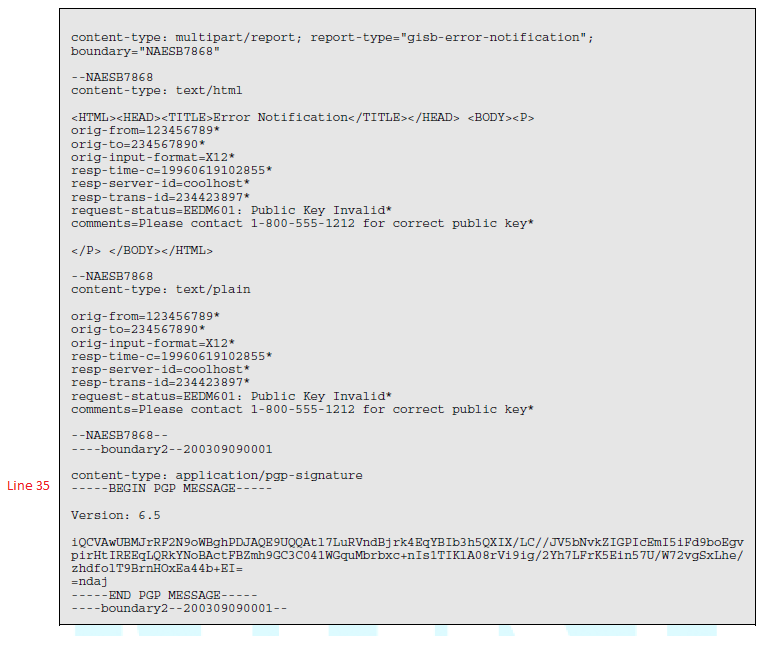 content-type: multipart/report; report-type="gisb-error-notification";
boundary="NAESB7868"
--NAESB7868
content-type: text/html
<HTML><HEAD><TITLE>Error Notification</TITLE></HEAD> <BODY><P>
orig-from=123456789*
orig-to=234567890*
orig-input-format=X12*
resp-time-c=19960619102855*
resp-server-id=coolhost*
resp-trans-id=234423897*
request-status=EEDM601: Public Key Invalid*
comments=Please contact 1-800-555-1212 for correct public key*
</P> </BODY></HTML>
--NAESB7868
content-type: text/plain
orig-from=123456789*
orig-to=234567890*
orig-input-format=X12*
resp-time-c=19960619102855*
resp-server-id=coolhost*
resp-trans-id=234423897*
request-status=EEDM601: Public Key Invalid*
comments=Please contact 1-800-555-1212 for correct public key*
--NAESB7868--
----boundary2--200309090001
content-type: application/pgp-signature
Line 35
-----BEGIN PGP MESSAGE-----
Version: 6.5
iQCVAwUBMJrRF2N9oWBghPDJAQE9UQQAtl7LuRVndBjrk4EqYBIb3h5QXIX/LC//JV5bNvkZIGPIcEmI5iFd9boEgv
pirHtIREEqLQRkYNoBActFBZmh9GC3C041WGquMbrbxc+nIs1TIKlA08rVi9ig/2Yh7LFrK5Ein57U/W72vgSxLhe/
zhdfolT9BrnHOxEa44b+EI=
=ndaj
-----END PGP MESSAGE-----
----boundary2--200309090001--